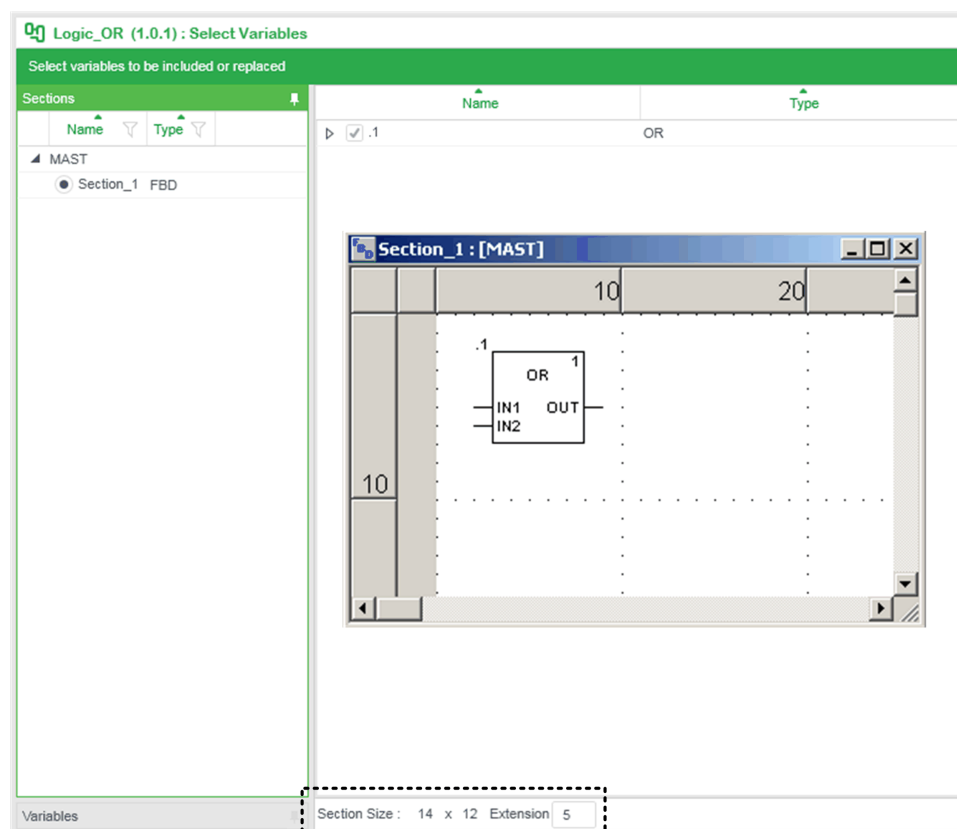 Logic_OR (1.0.1) : Select Variables
Select variables to be included or replaced
Sections
Name Type
Name Type
MAST
Section_1 FBD
.1 OR
Section_1 : [MAST]
10 20
.1
1
OR
IN1 OUT
IN2
10
Variables
Section Size : 14 x 12 Extension 5